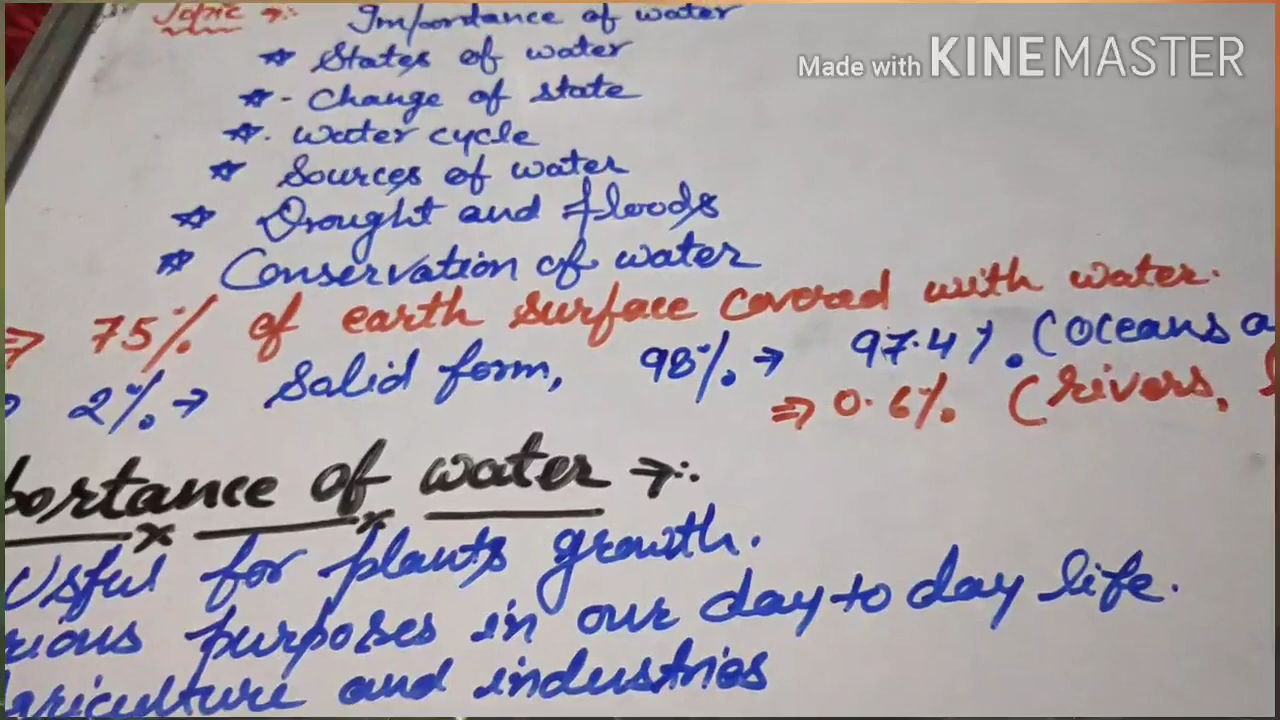 Topic →∴ Importance of water
Made with KINEMASTER
☆ States of water
☆ - Change of state
☆ . Water cycle
☆ Sources of water
☆ Drought and floods
☆ Conservation of water
⇒ 75% of earth surface covered with water.
2% → Solid form, 98% → 97.4%. (Oceans a
⇒ 0.6% (rivers,
portance of water →∴
Usful for plants growth.
rious purposes in our day to day life.
griculture and industries